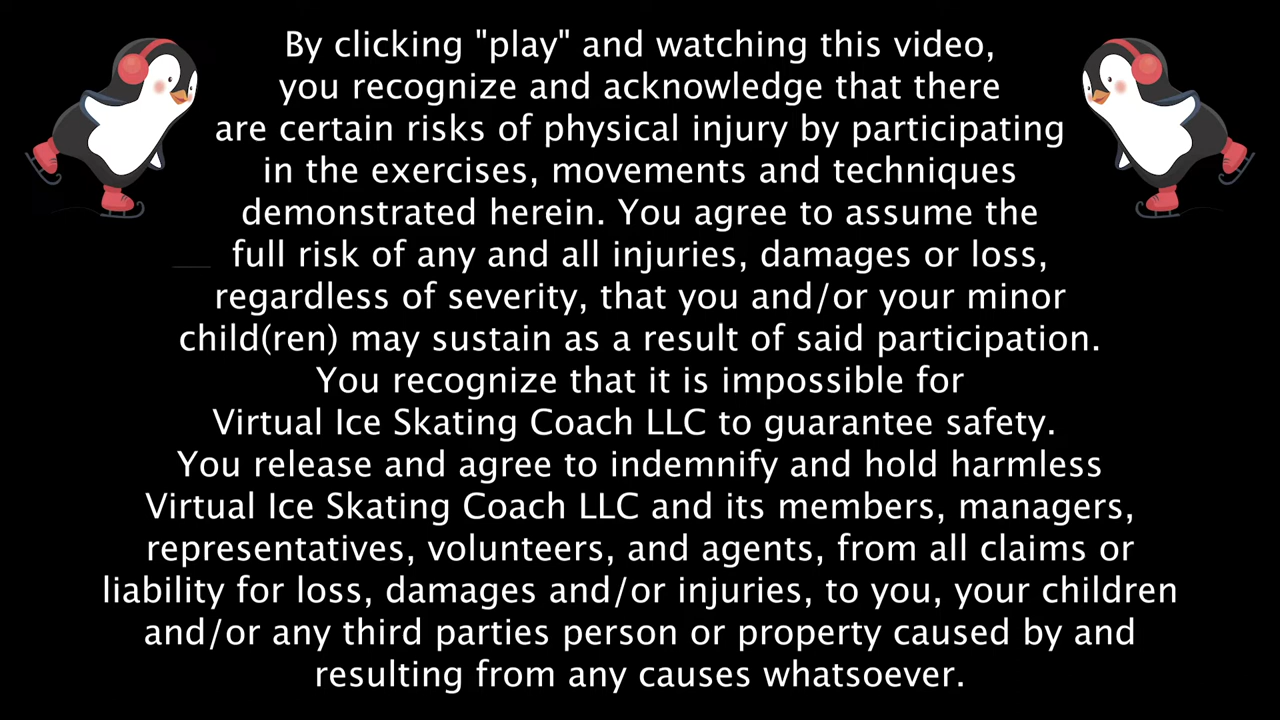 By clicking "play" and watching this video,
you recognize and acknowledge that there
are certain risks of physical injury by participating
in the exercises, movements and techniques
demonstrated herein. You agree to assume the
full risk of any and all injuries, damages or loss,
regardless of severity, that you and/or your minor
child(ren) may sustain as a result of said participation.
You recognize that it is impossible for
Virtual Ice Skating Coach LLC to guarantee safety.
You release and agree to indemnify and hold harmless
Virtual Ice Skating Coach LLC and its members, managers,
representatives, volunteers, and agents, from all claims or
liability for loss, damages and/or injuries, to you, your children
and/or any third parties person or property caused by and
resulting from any causes whatsoever.